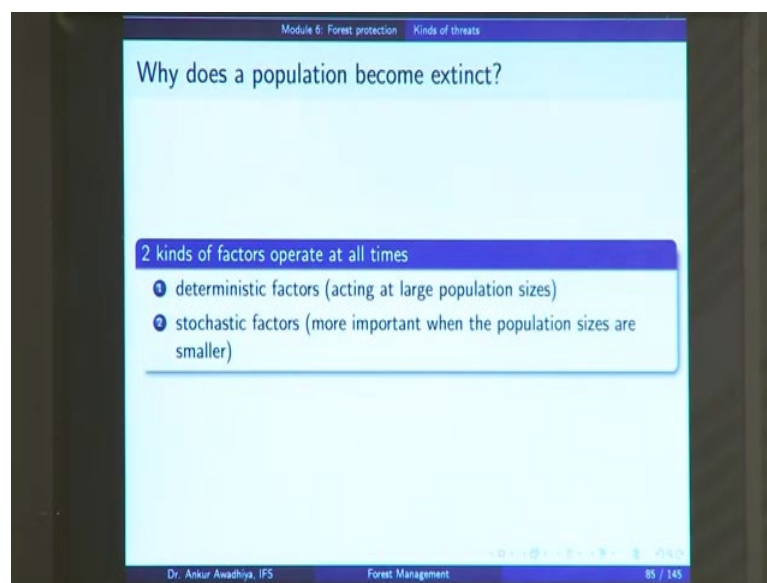 Module 6: Forest protection Kinds of threats
Why does a population become extinct?
2 kinds of factors operate at all times
1 deterministic factors (acting at large population sizes)
2 stochastic factors (more important when the population sizes are
smaller)
Dr. Ankur Awadhiya, IFS Forest Management 85 / 145